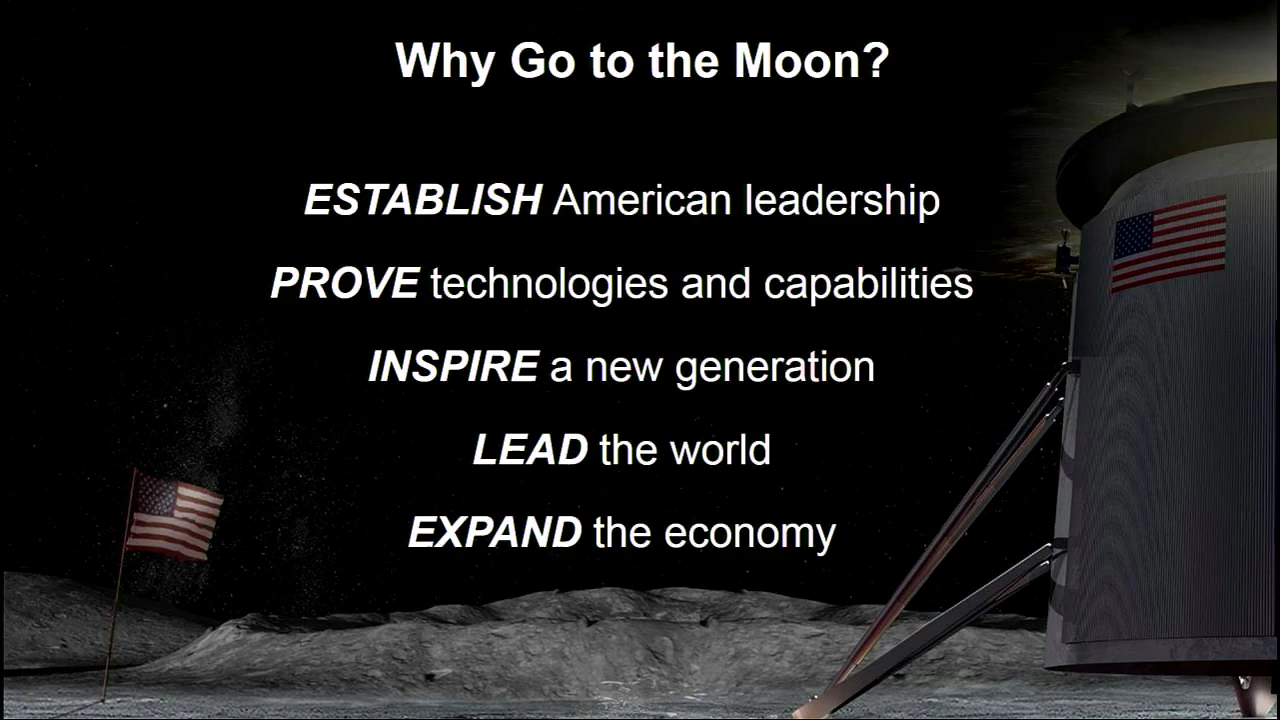 Why Go to the Moon?
ESTABLISH American leadership
PROVE technologies and capabilities
INSPIRE a new generation
LEAD the world
EXPAND the economy